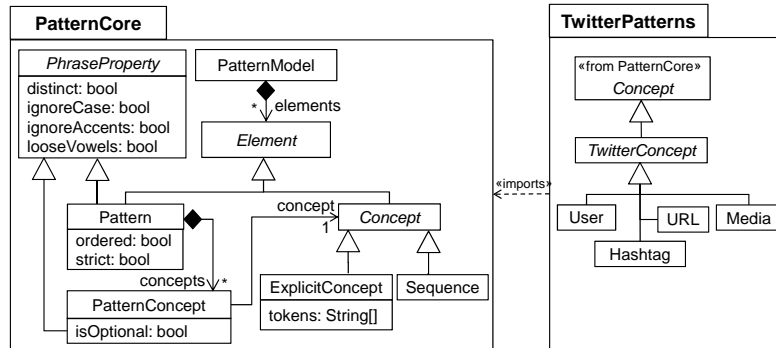 PatternCore
PhraseProperty
distinct: bool
ignoreCase: bool
ignoreAccents: bool
looseVowels: bool
PatternModel
* elements
Element
Pattern
ordered: bool
strict: bool
concept
1
Concept
concepts *
PatternConcept
isOptional: bool
ExplicitConcept
tokens: String[]
Sequence
«imports»
TwitterPatterns
«from PatternCore»
Concept
TwitterConcept
User
URL
Media
Hashtag